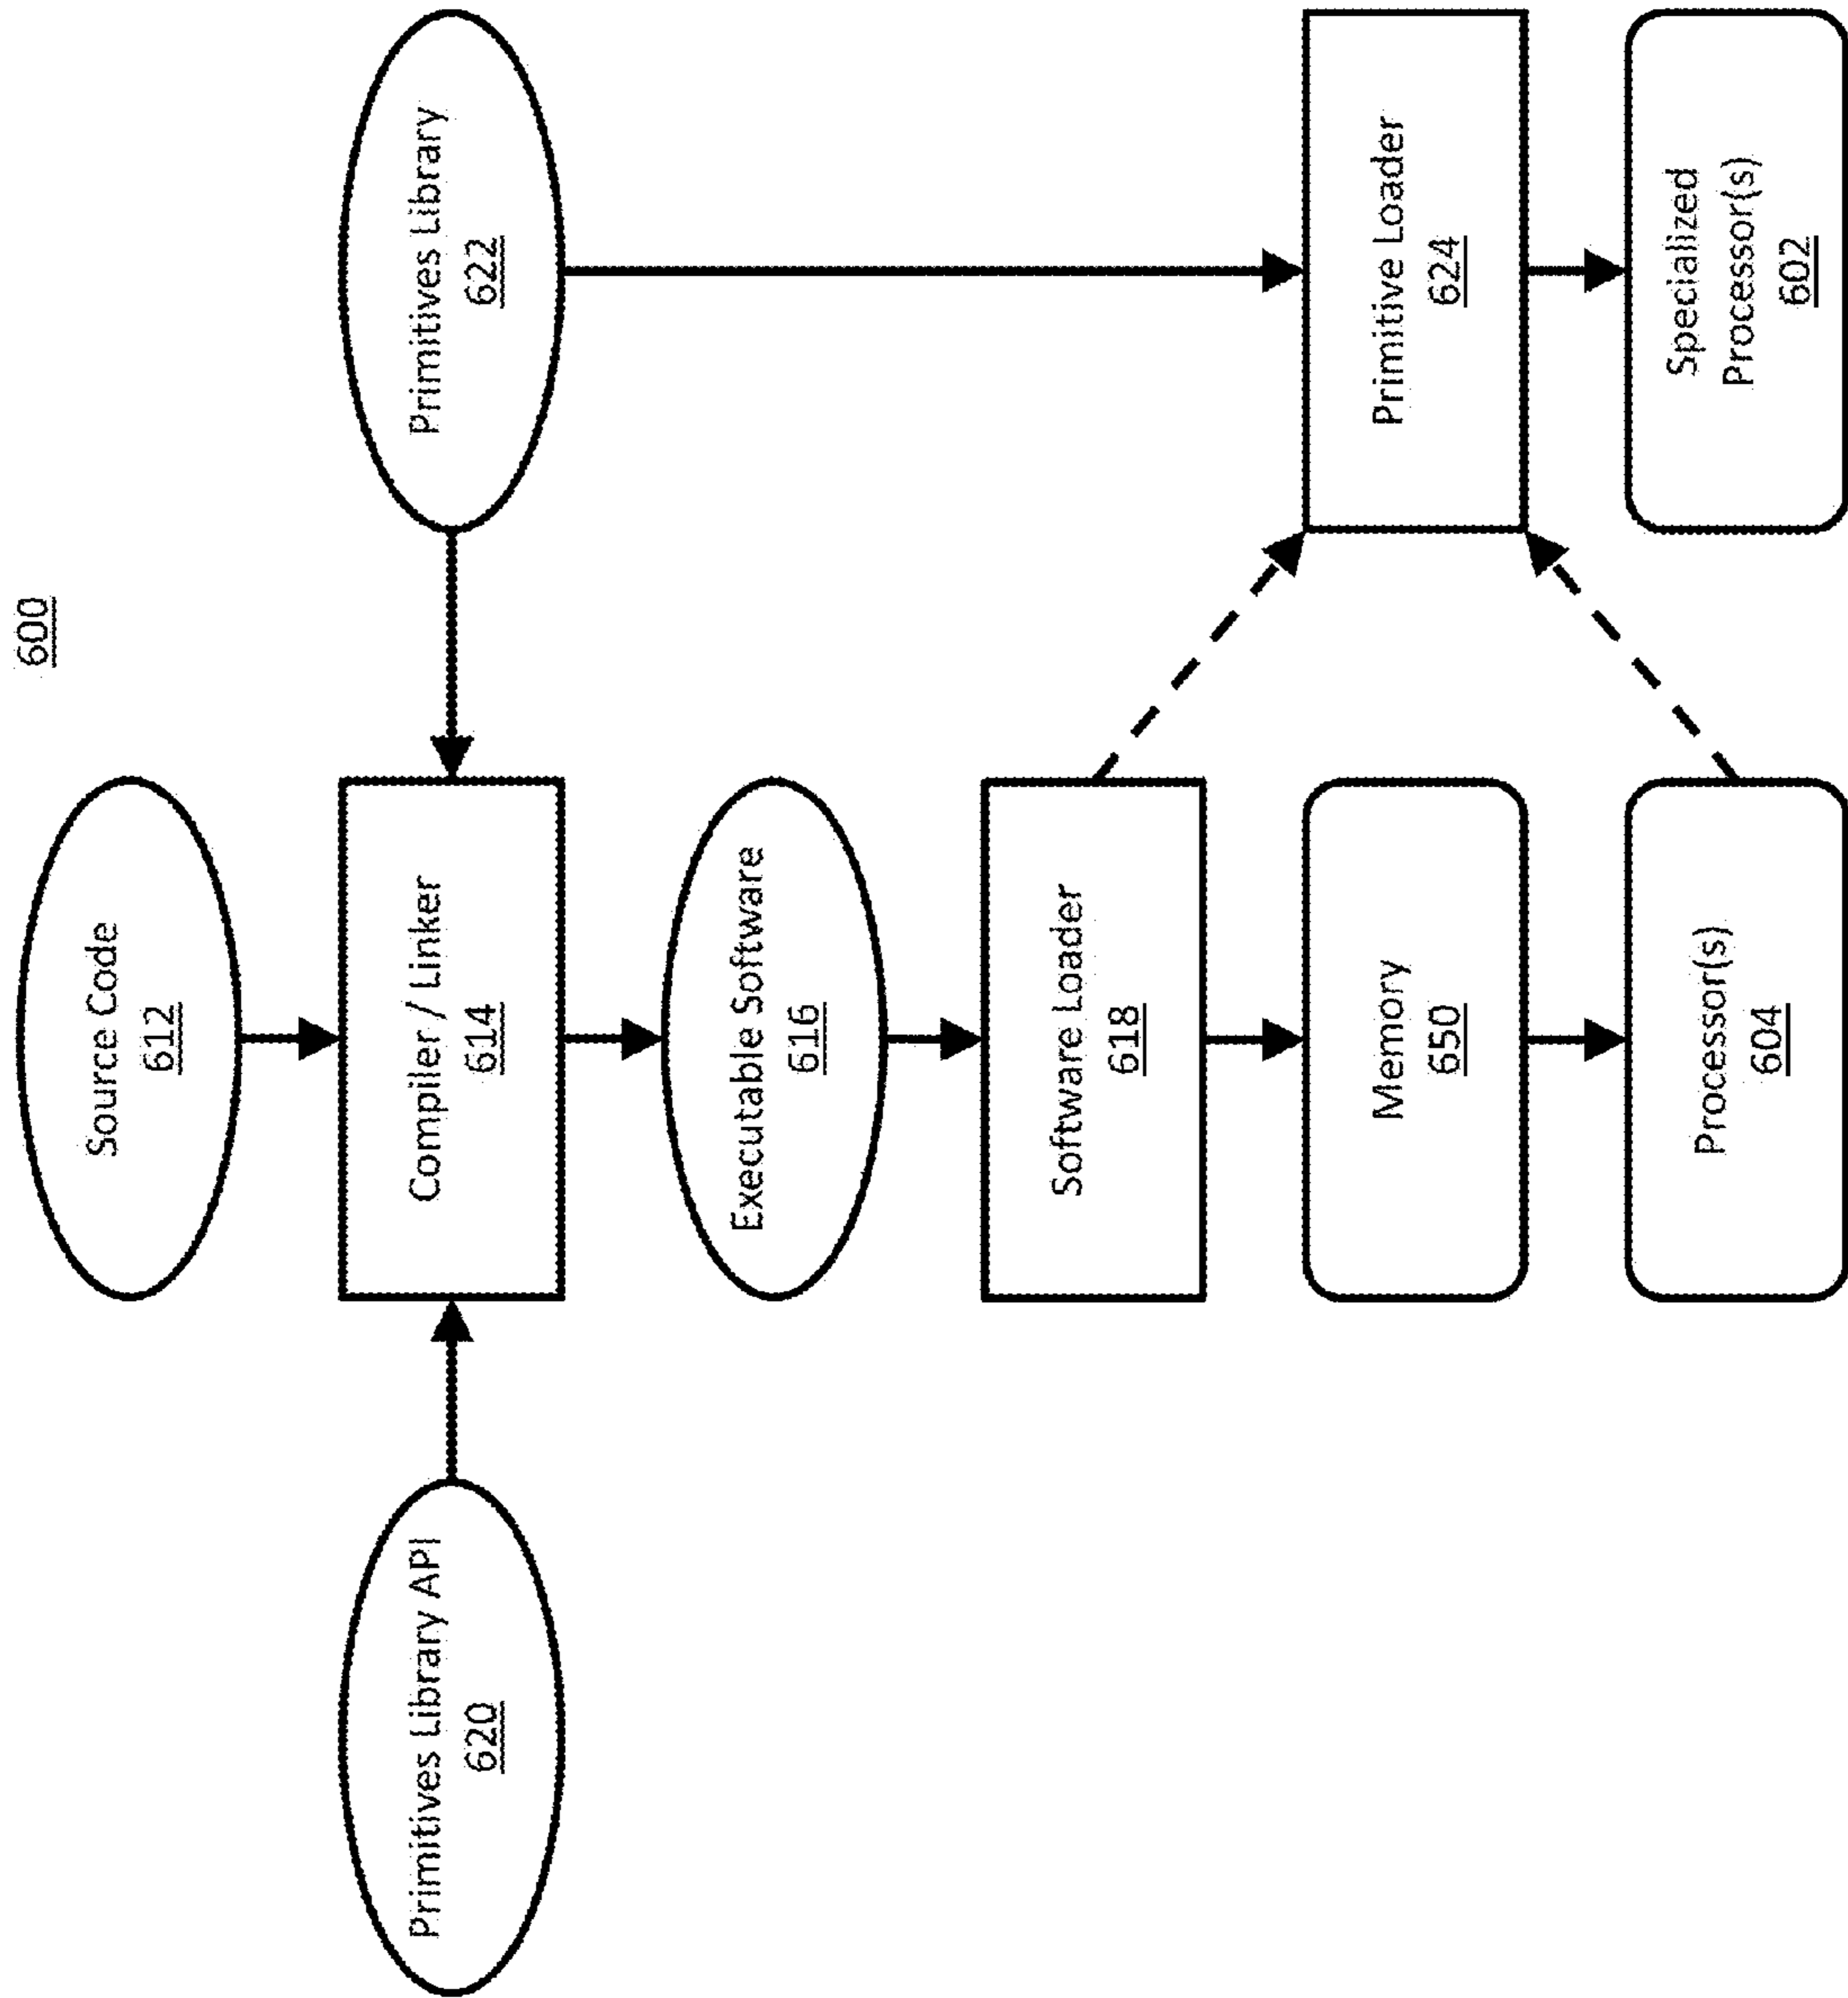 600
Source Code
612
Primitives Library API
620
Compiler / Linker
614
Primitives Library
622
Executable Software
616
Software Loader
618
Memory
650
Primitive Loader
624
Processor(s)
604
Specialized
Processor(s)
602